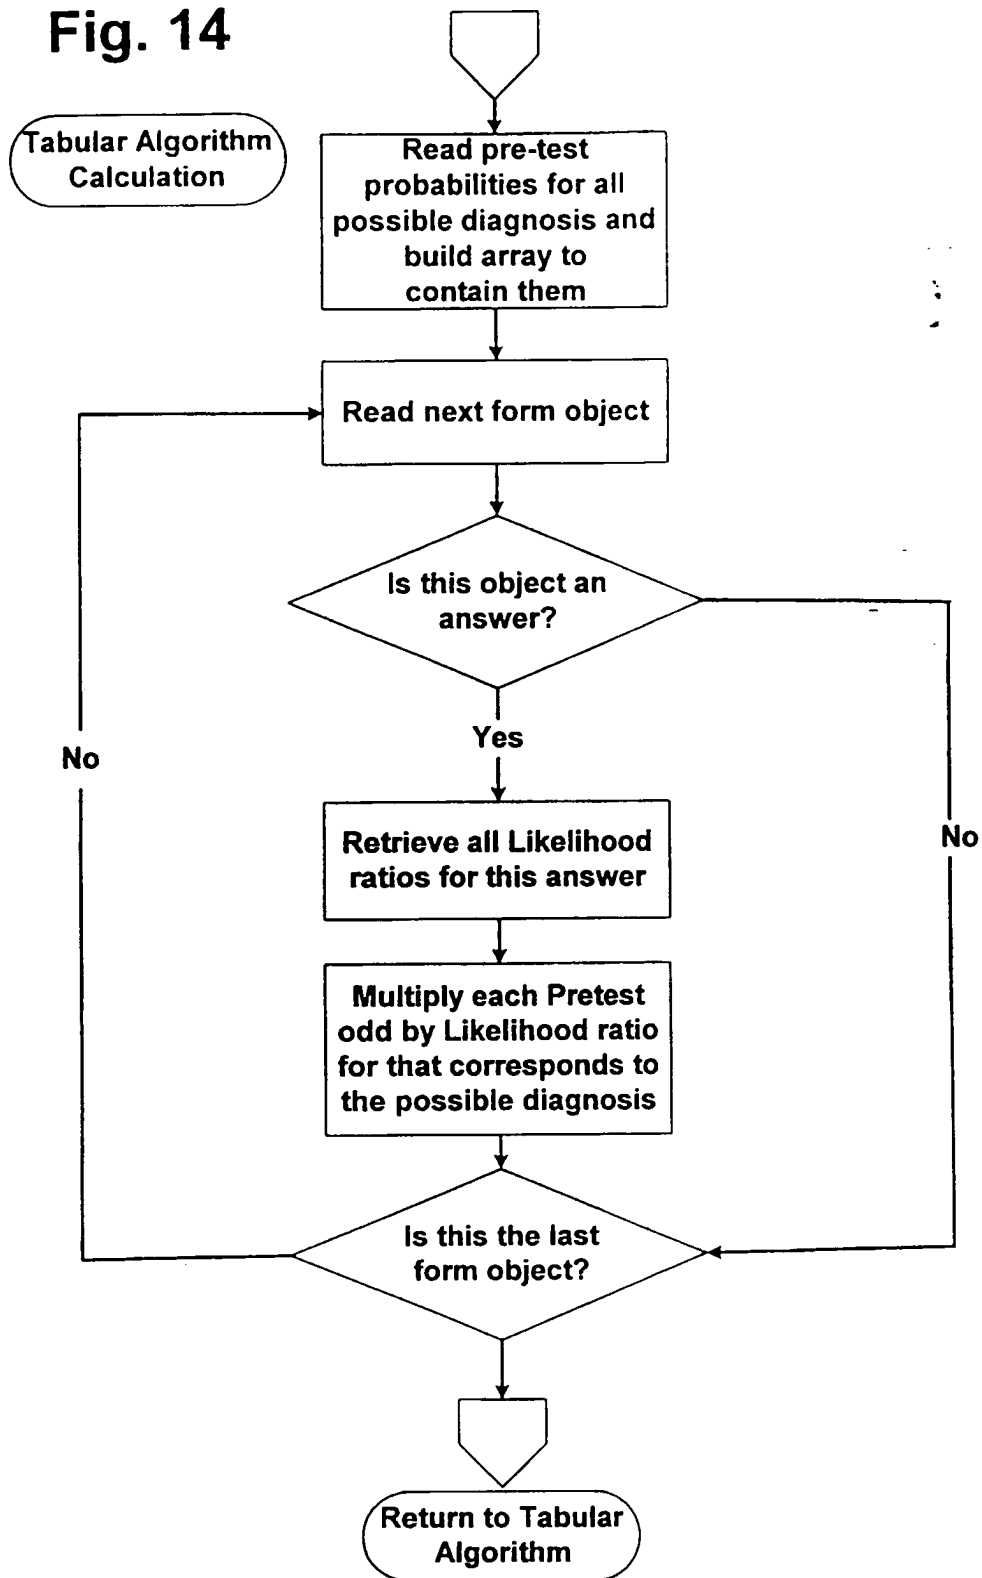 Fig. 14
Tabular Algorithm
Calculation
Read pre-test
probabilities for all
possible diagnosis and
build array to
contain them
Read next form object
Is this object an
answer?
Yes
No
No
Retrieve all Likelihood
ratios for this answer
Multiply each Pretest
odd by Likelihood ratio
for that corresponds to
the possible diagnosis
Is this the last
form object?
Return to Tabular
Algorithm